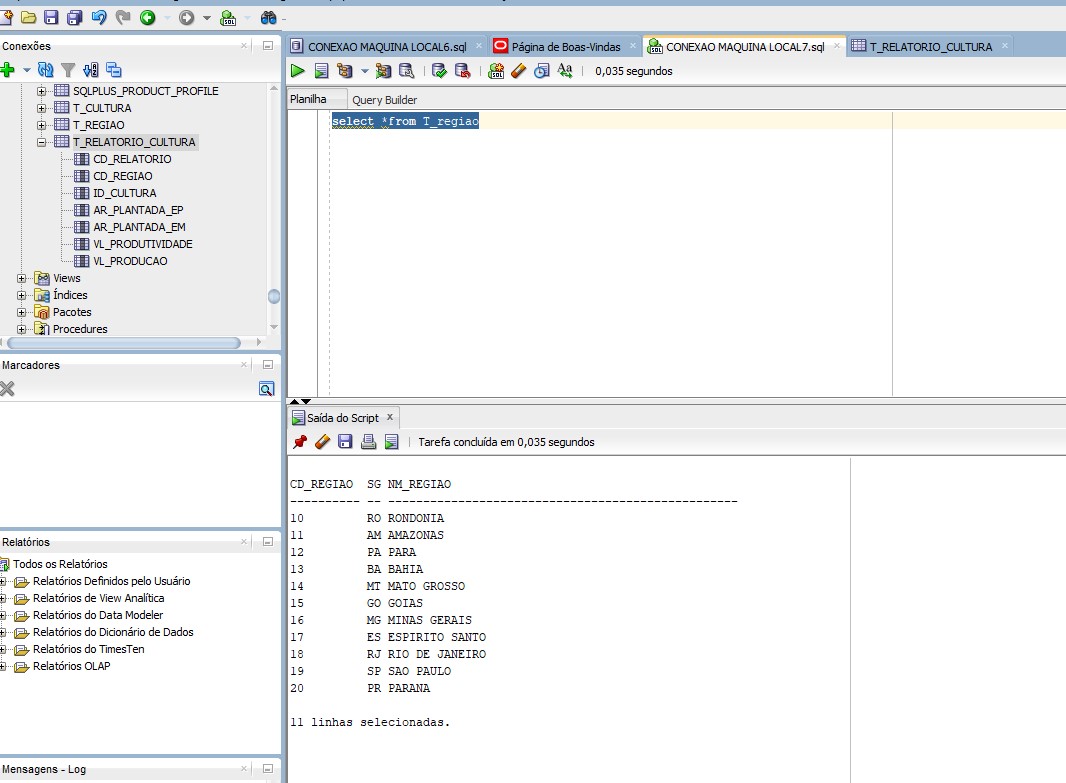 Conexões
SQLPLUS_PRODUCT_PROFILE
T_CULTURA
T_REGIAO
T_RELATORIO_CULTURA
CD_RELATORIO
CD_REGIAO
ID_CULTURA
AR_PLANTADA_EP
AR_PLANTADA_EM
VL_PRODUTIVIDADE
VL_PRODUCAO
Views
Índices
Pacotes
Procedures
Marcadores
Relatórios
Todos os Relatórios
Relatórios Definidos pelo Usuário
Relatórios de View Analítica
Relatórios do Data Modeler
Relatórios do Dicionário de Dados
Relatórios do TimesTen
Relatórios OLAP
Mensagens - Log
CONEXAO MAQUINA LOCAL6.sql
Página de Boas-Vindas
CONEXAO MAQUINA LOCAL7.sql
T_RELATORIO_CULTURA
0,035 segundos
Planilha
Query Builder
select *from T_regiao
Saída do Script
Tarefa concluída em 0,035 segundos
CD_REGIAO SG NM_REGIAO
---------- -- --------------------------------------------------
10 RO RONDONIA
11 AM AMAZONAS
12 PA PARA
13 BA BAHIA
14 MT MATO GROSSO
15 GO GOIAS
16 MG MINAS GERAIS
17 ES ESPIRITO SANTO
18 RJ RIO DE JANEIRO
19 SP SAO PAULO
20 PR PARANA
11 linhas selecionadas.